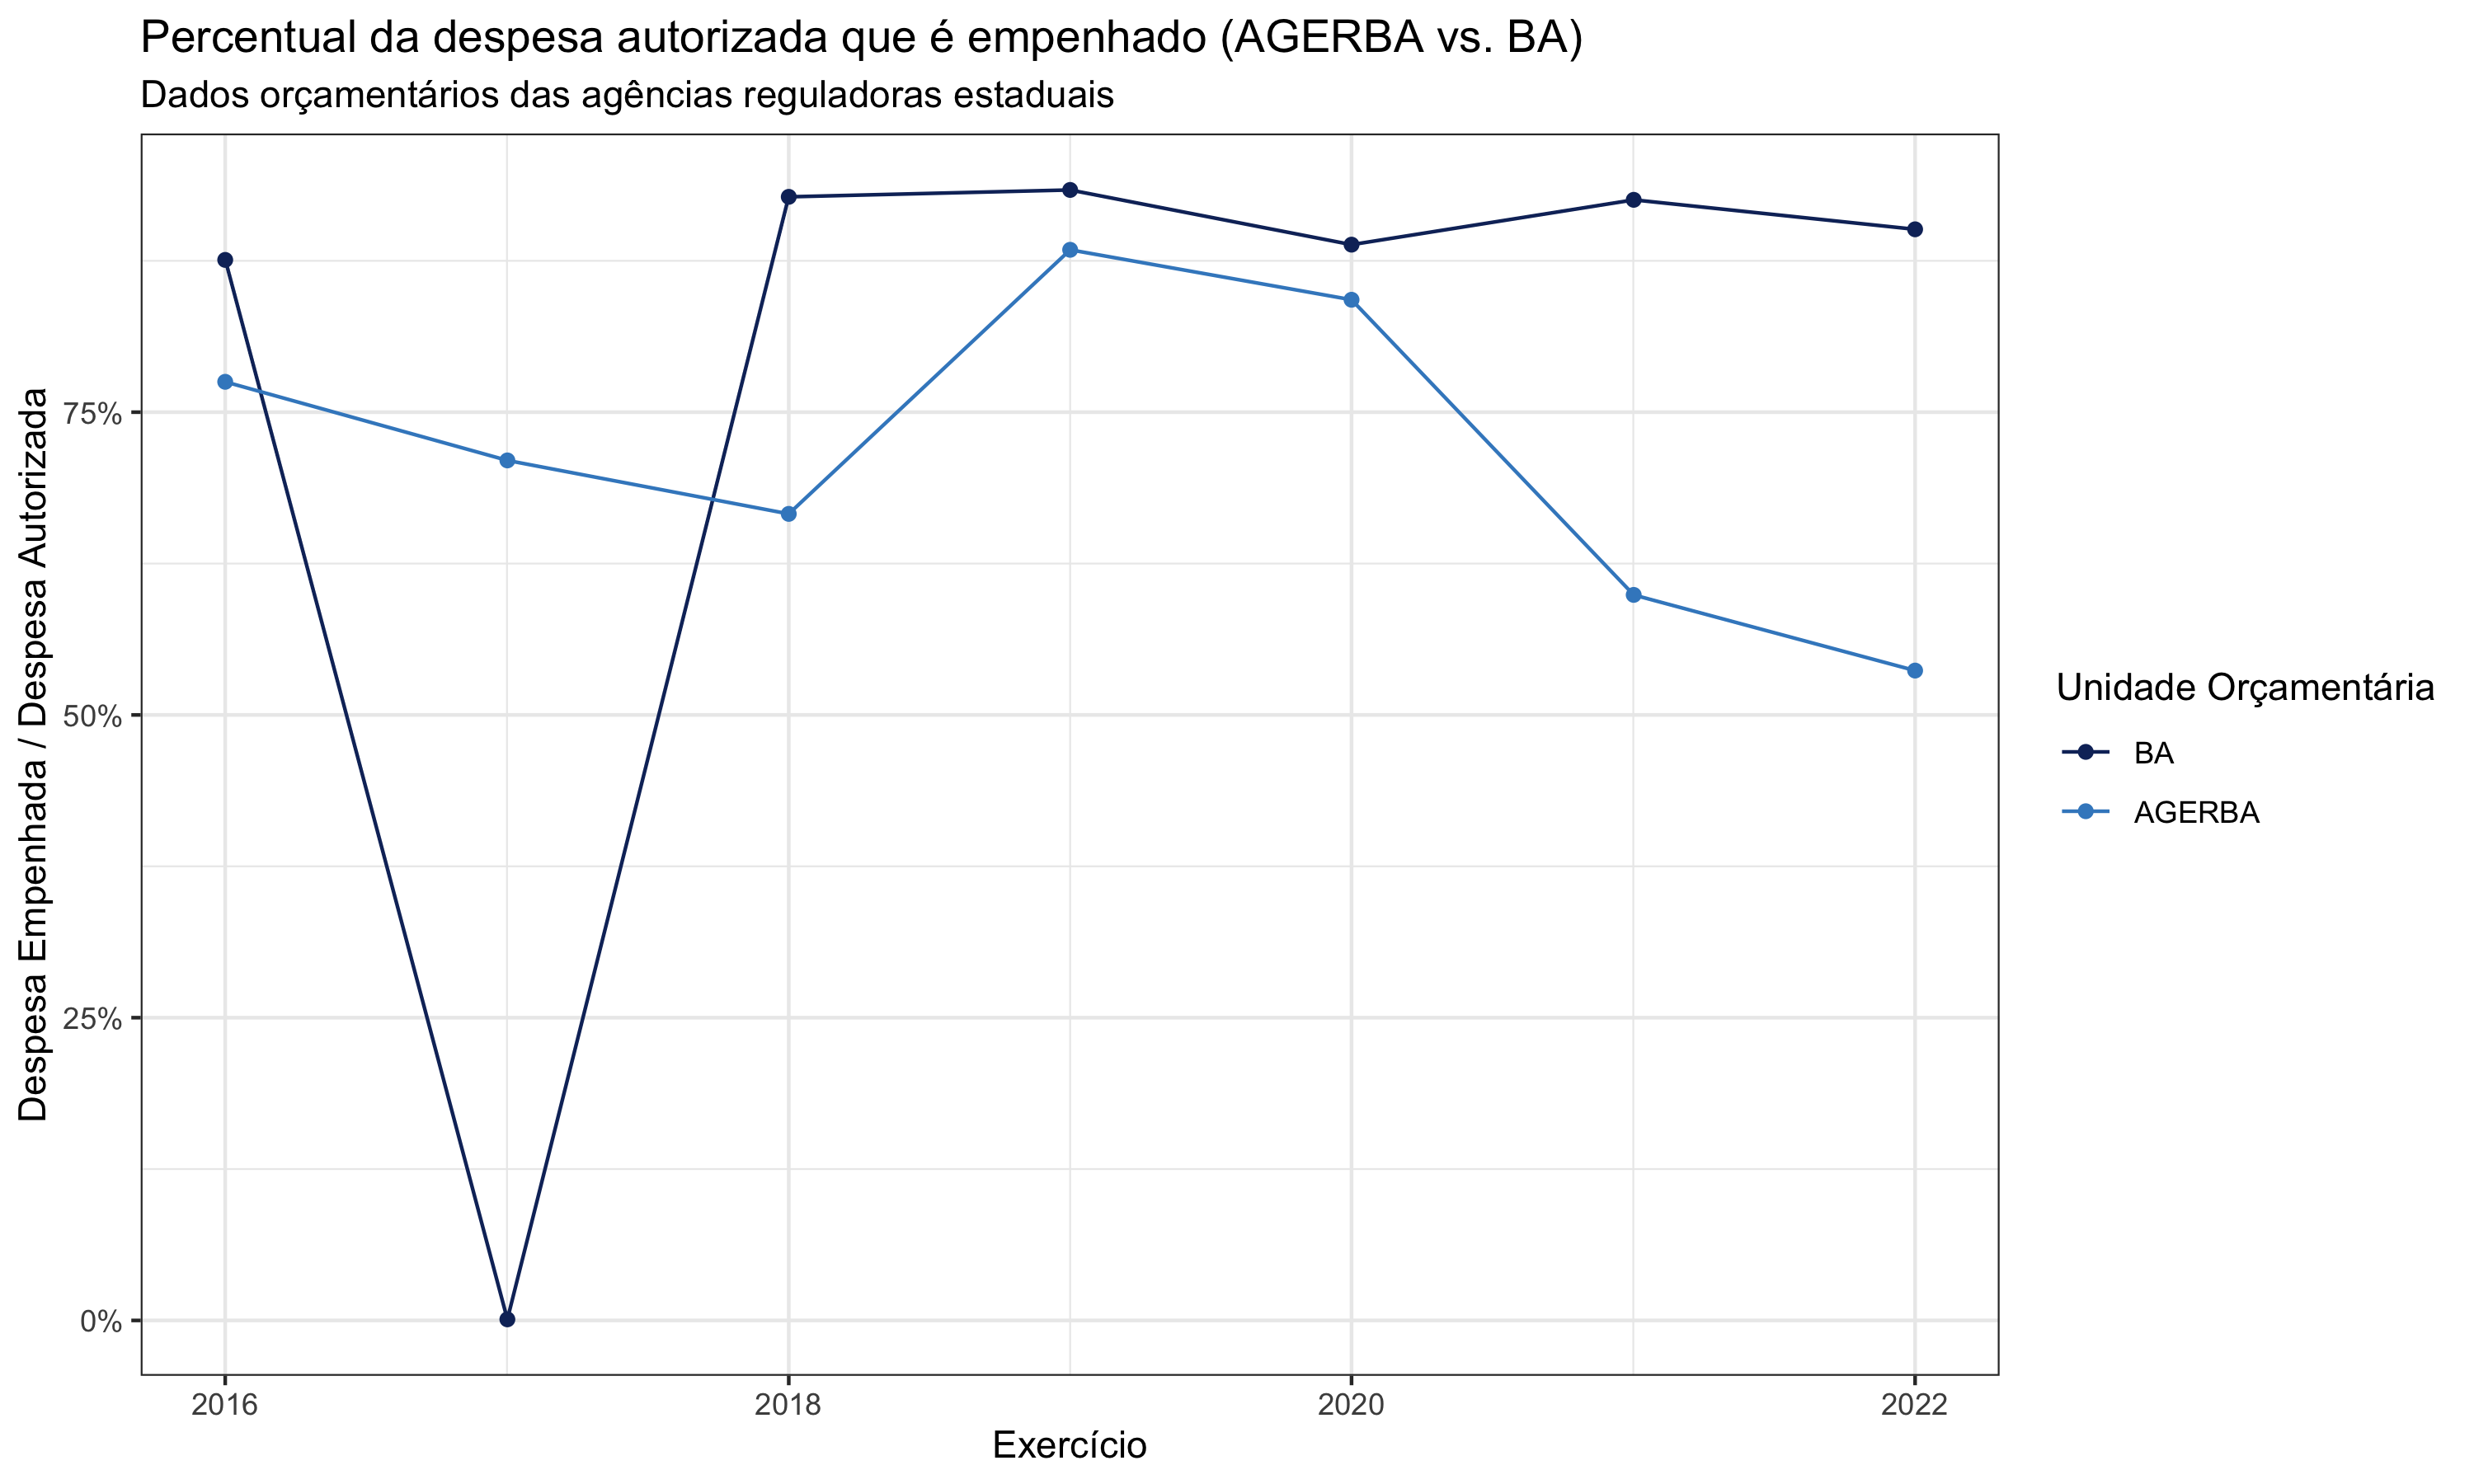 Percentual da despesa autorizada que é empenhado (AGERBA vs. BA)
Dados orçamentários das agências reguladoras estaduais
Despesa Empenhada / Despesa Autorizada
75%
50%
25%
0%
2016
2018
2020
2022
Exercício
Unidade Orçamentária
BA
AGERBA